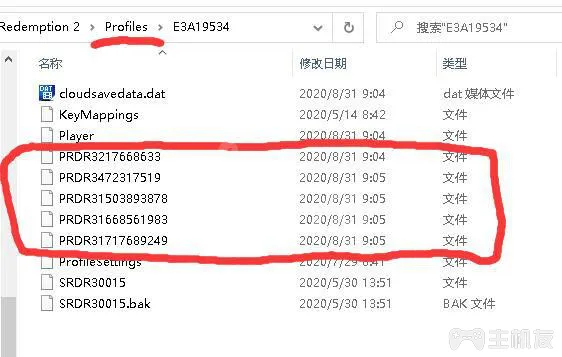 Redemption 2 › Profiles › E3A19534
搜索"E3A19534"
名称 修改日期 类型
cloudsavedata.dat 2020/8/31 9:04 dat 媒体文件
KeyMappings 2020/5/14 8:42 文件
Player 2020/8/31 9:04 文件
PRDR3217668633 2020/8/31 9:04 文件
PRDR3472317519 2020/8/31 9:05 文件
PRDR31503893878 2020/8/31 9:05 文件
PRDR31668561983 2020/8/31 9:05 文件
PRDR31717689249 2020/8/31 9:05 文件
ProfileSettings 2020/7/29 8:41 文件
SRDR30015 2020/5/30 13:51 文件
SRDR30015.bak 2020/5/30 13:51 BAK 文件
主机友